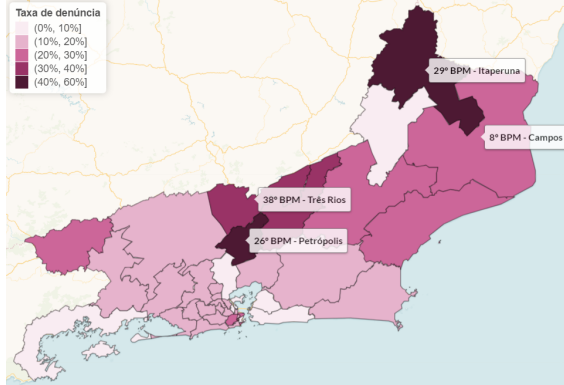 Taxa de denúncia
(0%, 10%]
(10%, 20%]
(20%, 30%]
(30%, 40%]
(40%, 60%]
29º BPM - Itaperuna
8º BPM - Campos
38º BPM - Três Rios
26º BPM - Petrópolis